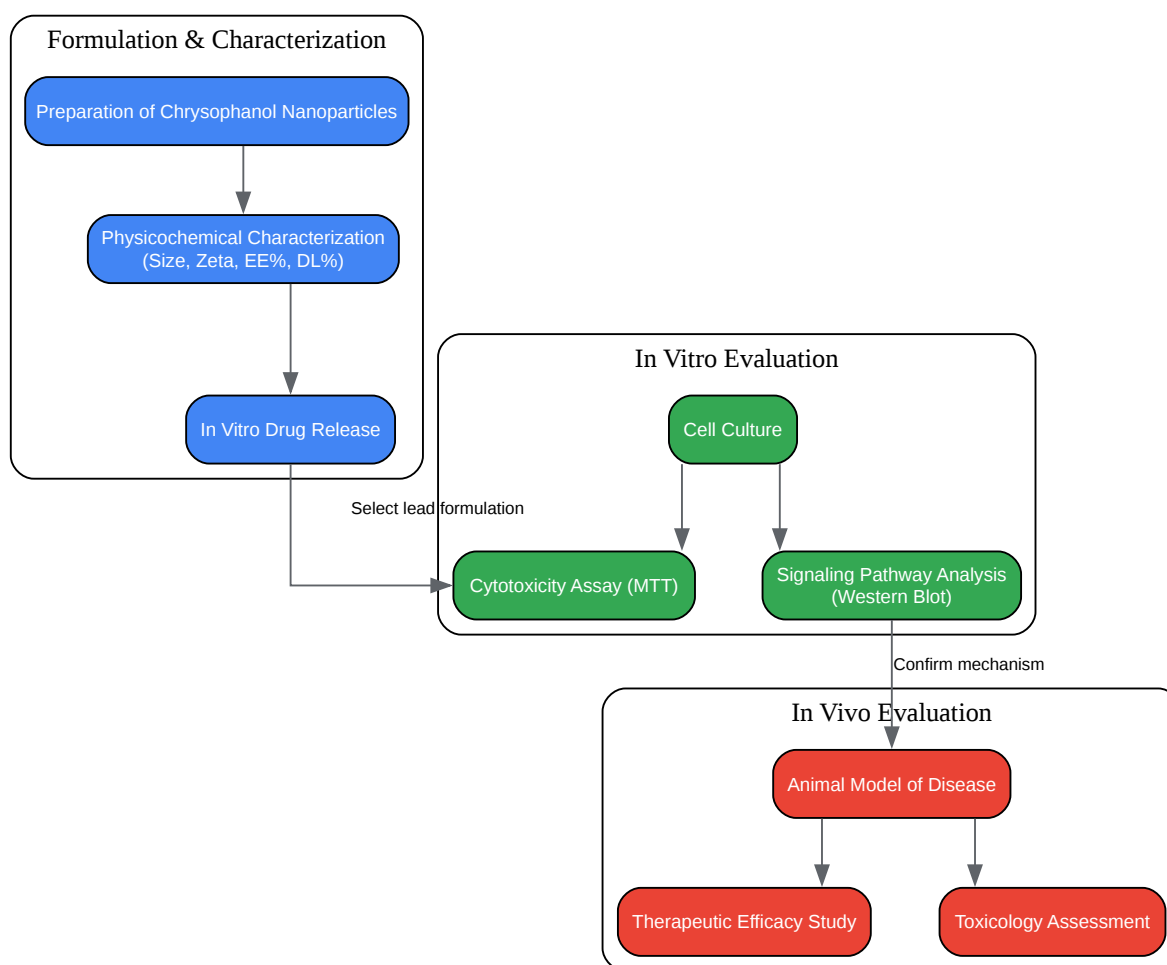 Formulation & Characterization
Preparation of Chrysophanol Nanoparticles
Physicochemical Characterization
(Size, Zeta, EE%, DL%)
In Vitro Drug Release
Select lead formulation
In Vitro Evaluation
Cell Culture
Cytotoxicity Assay (MTT)
Signaling Pathway Analysis
(Western Blot)
Confirm mechanism
In Vivo Evaluation
Animal Model of Disease
Therapeutic Efficacy Study
Toxicology Assessment